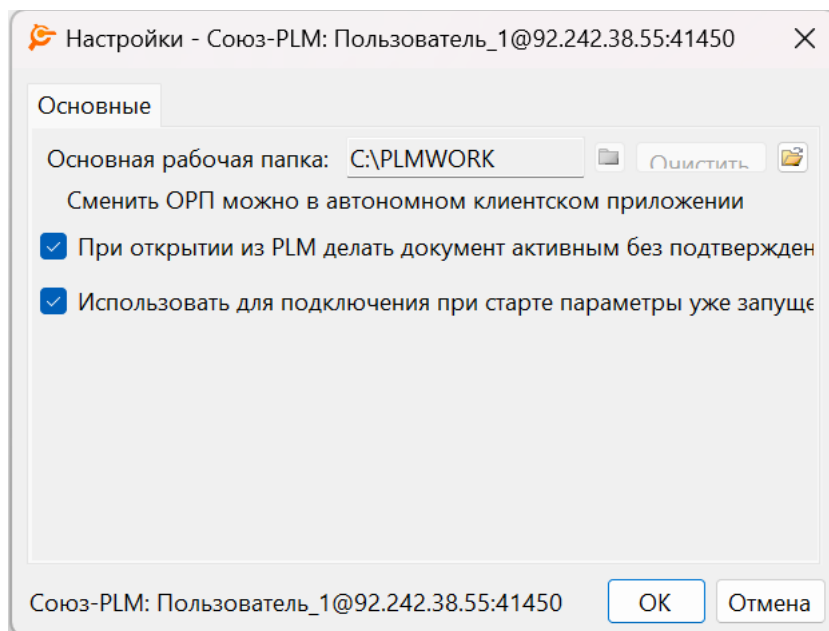 Настройки - Союз-PLM: Пользователь_1@92.242.38.55:41450
Основные
Основная рабочая папка: C:\PLMWORK Очистить
Сменить ОРП можно в автономном клиентском приложении
При открытии из PLM делать документ активным без подтвержден
Использовать для подключения при старте параметры уже запуще
Союз-PLM: Пользователь_1@92.242.38.55:41450 OK Отмена